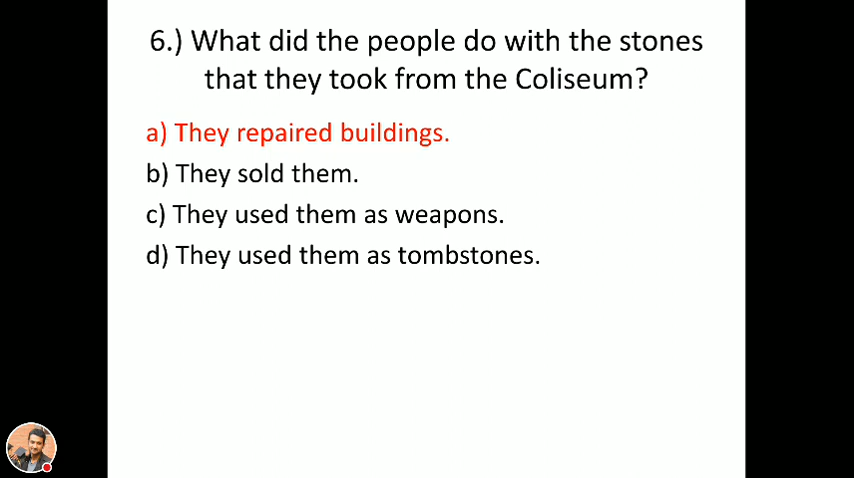 6.) What did the people do with the stones
that they took from the Coliseum?
a) They repaired buildings.
b) They sold them.
c) They used them as weapons.
d) They used them as tombstones.